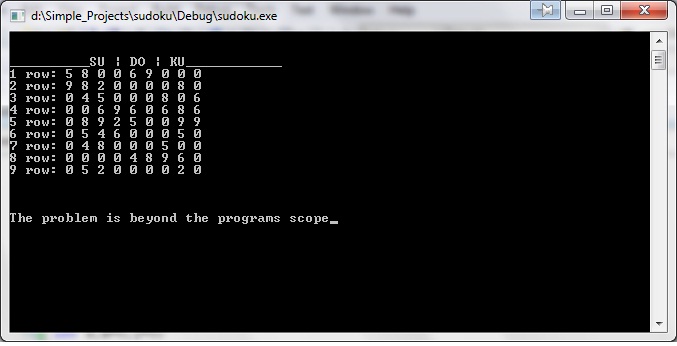 d:\Simple_Projects\sudoku\Debug\sudoku.exe
__________SU ¦ DO ¦ KU____________
1 row: 5 8 0 0 6 9 0 0 0
2 row: 9 8 2 0 0 0 0 8 0
3 row: 0 4 5 0 0 0 8 0 6
4 row: 0 0 6 9 6 0 6 8 6
5 row: 0 8 9 2 5 0 0 9 9
6 row: 0 5 4 6 0 0 0 5 0
7 row: 0 4 8 0 0 0 5 0 0
8 row: 0 0 0 0 4 8 9 6 0
9 row: 0 5 2 0 0 0 0 2 0
The problem is beyond the programs scope_